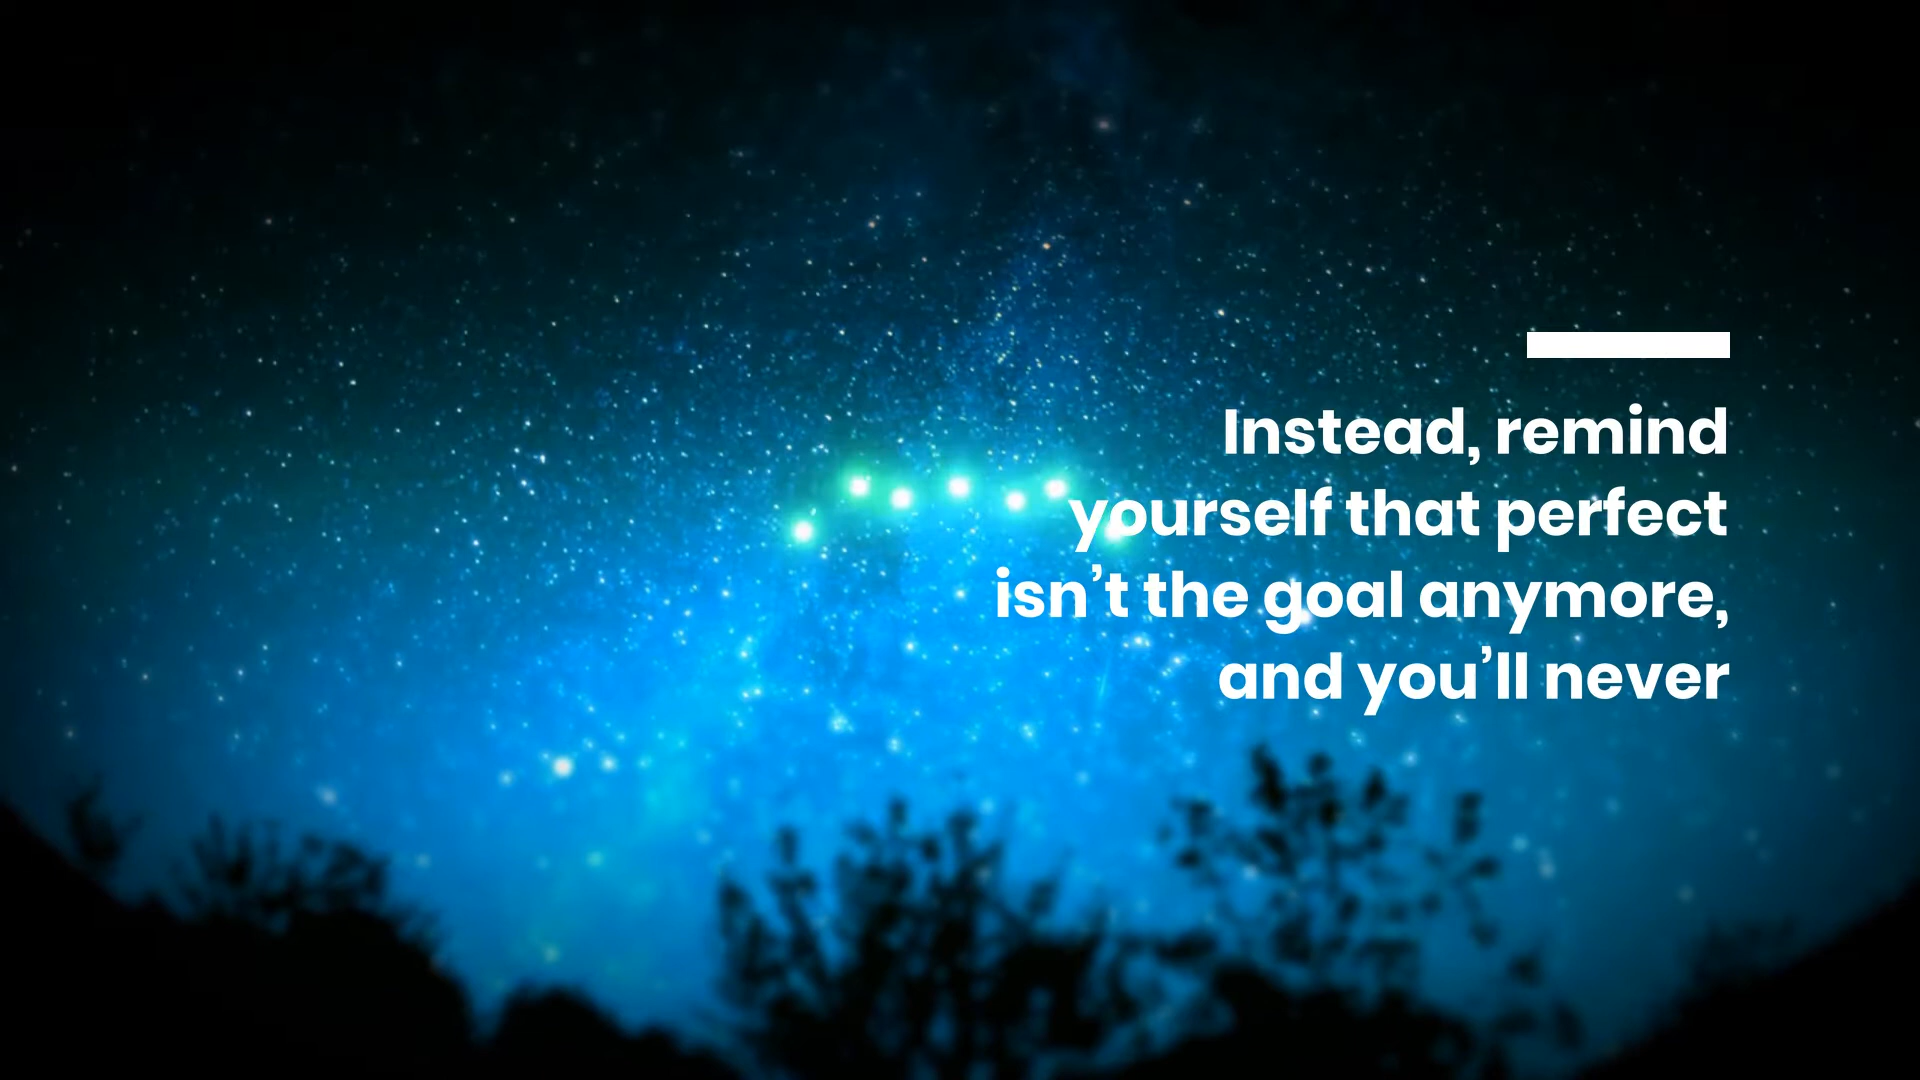 Instead, remind
yourself that perfect
isn’t the goal anymore,
and you’ll never